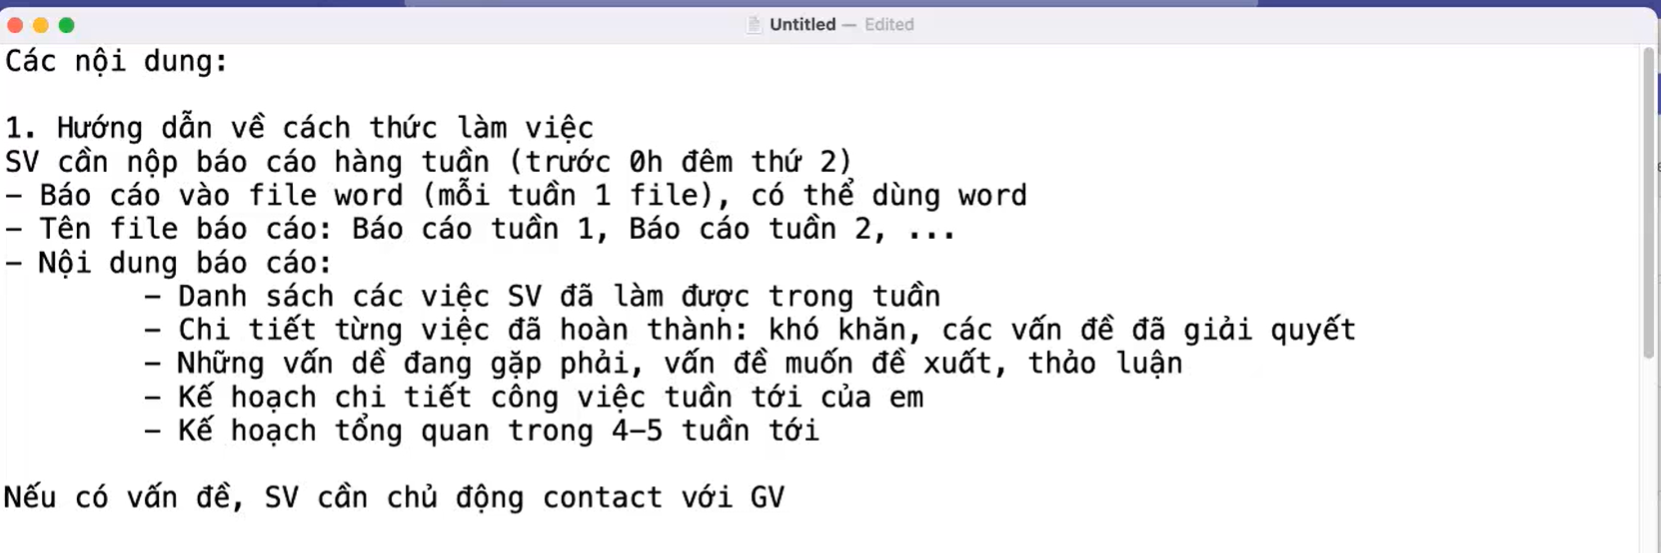 Untitled — Edited
Các nội dung:
1. Hướng dẫn về cách thức làm việc
SV cần nộp báo cáo hàng tuần (trước 0h đêm thứ 2)
- Báo cáo vào file word (mỗi tuần 1 file), có thể dùng word
- Tên file báo cáo: Báo cáo tuần 1, Báo cáo tuần 2, ...
- Nội dung báo cáo:
- Danh sách các việc SV đã làm được trong tuần
- Chi tiết từng việc đã hoàn thành: khó khăn, các vấn đề đã giải quyết
- Những vấn dề đang gặp phải, vấn đề muốn đề xuất, thảo luận
- Kế hoạch chi tiết công việc tuần tới của em
- Kế hoạch tổng quan trong 4-5 tuần tới
Nếu có vấn đề, SV cần chủ động contact với GV